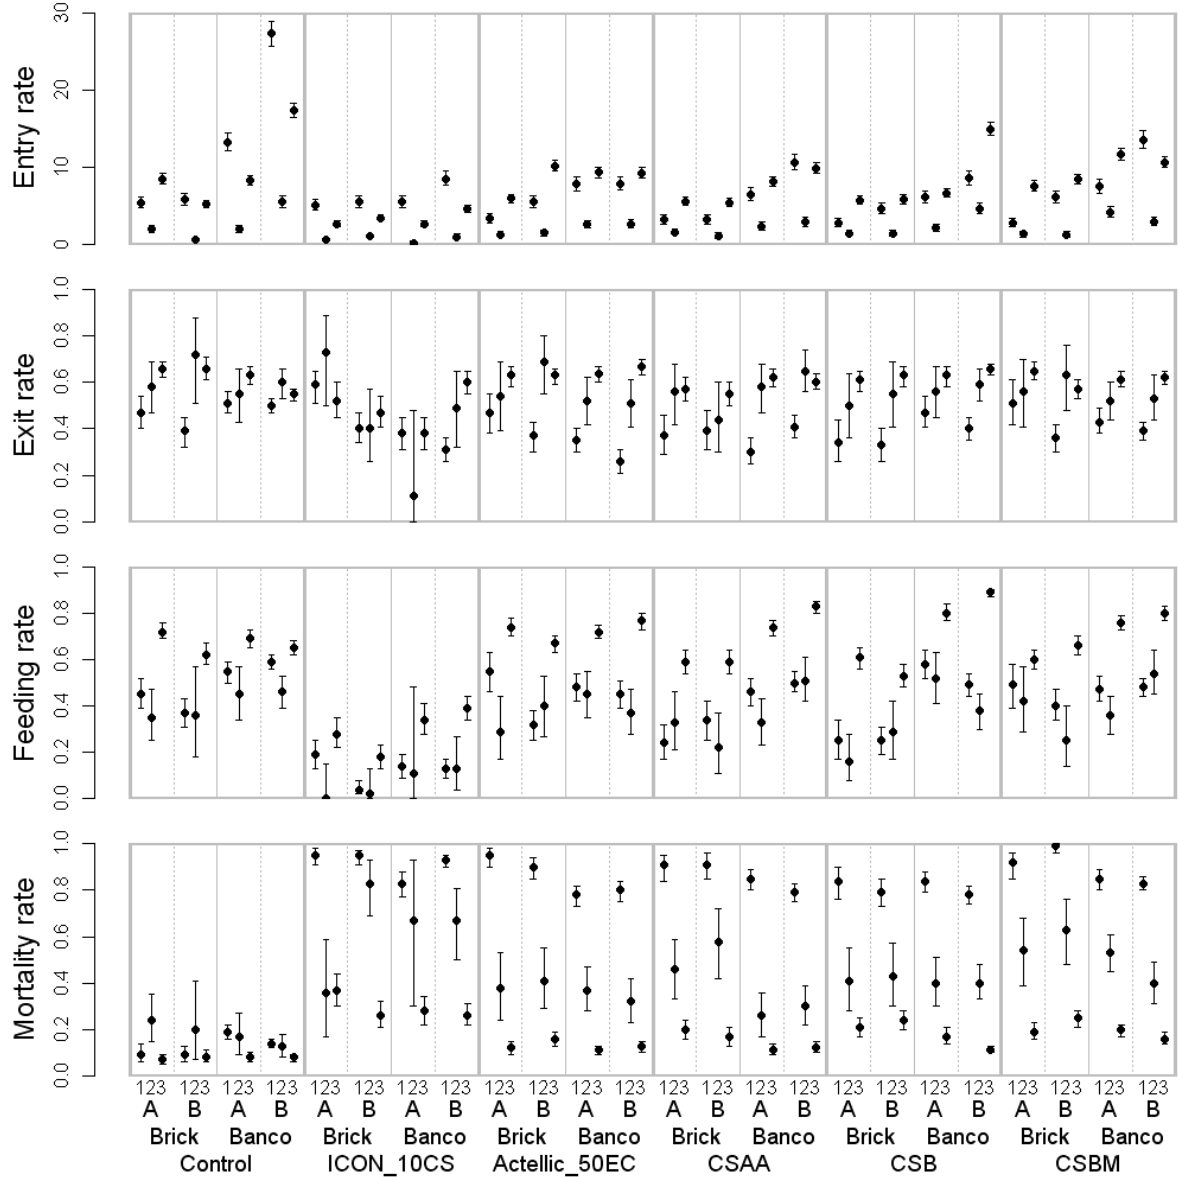 Entry rate
0 10 20 30
Exit rate
0.0 0.2 0.4 0.6 0.8 1.0
Feeding rate
0.0 0.2 0.4 0.6 0.8 1.0
Mortality rate
0.0 0.2 0.4 0.6 0.8 1.0
123 123 123 123 123 123 123 123 123 123 123 123 123 123 123 123 123 123 123 123 123 123 123 123
A B A B A B A B A B A B A B A B A B A B A B A B
Brick Banco Brick Banco Brick Banco Brick Banco Brick Banco Brick Banco
Control ICON_10CS Actellic_50EC CSAA CSB CSBM